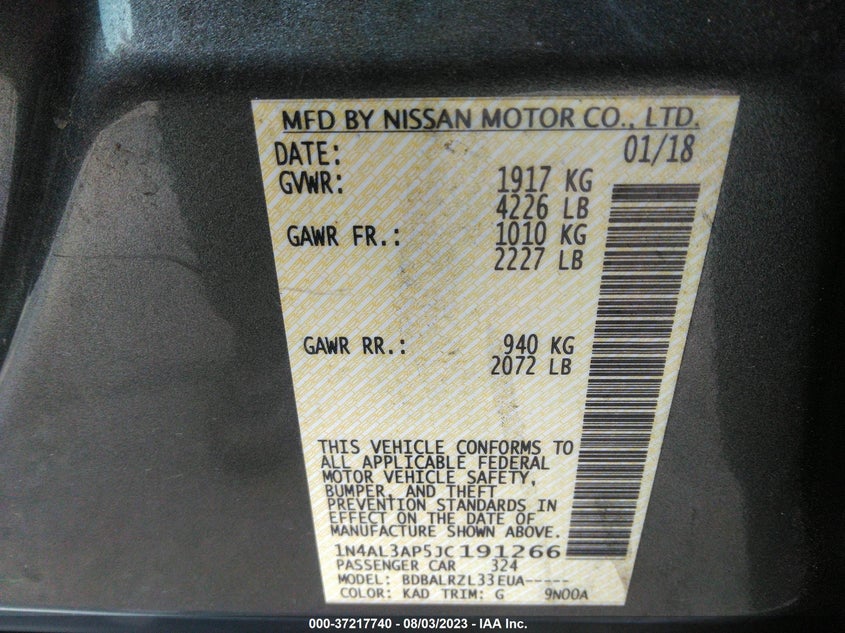 MFD BY NISSAN MOTOR CO., LTD.
DATE: 01/18
GVWR: 1917 KG
4226 LB
GAWR FR.: 1010 KG
2227 LB
GAWR RR.: 940 KG
2072 LB
THIS VEHICLE CONFORMS TO
ALL APPLICABLE FEDERAL
MOTOR VEHICLE SAFETY,
BUMPER, AND THEFT
PREVENTION STANDARDS IN
EFFECT ON THE DATE OF
MANUFACTURE SHOWN ABOVE.
1N4AL3AP5JC191266
PASSENGER CAR 324
MODEL: BDBALRZL33EUA-----
COLOR: KAD TRIM: G 9N00A
000-37217740 - 08/03/2023 - IAA Inc.